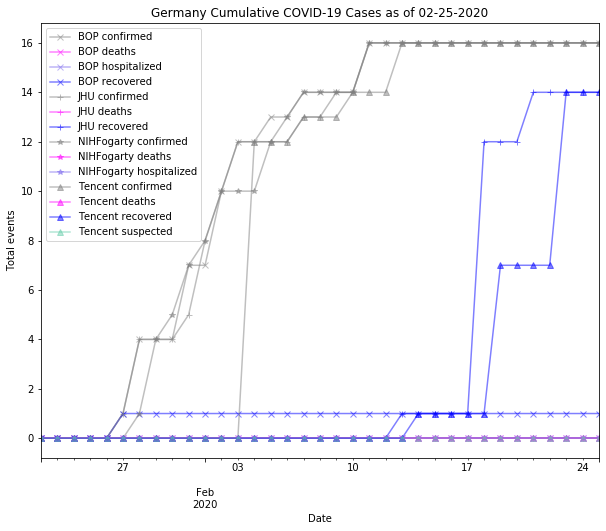 Germany Cumulative COVID-19 Cases as of 02-25-2020
BOP confirmed
BOP deaths
BOP hospitalized
BOP recovered
JHU confirmed
JHU deaths
JHU recovered
NIHFogarty confirmed
NIHFogarty deaths
NIHFogarty hospitalized
Tencent confirmed
Tencent deaths
Tencent recovered
Tencent suspected
Total events
16
14
12
10
8
6
4
2
0
27 03 10 17 24
Feb
2020
Date